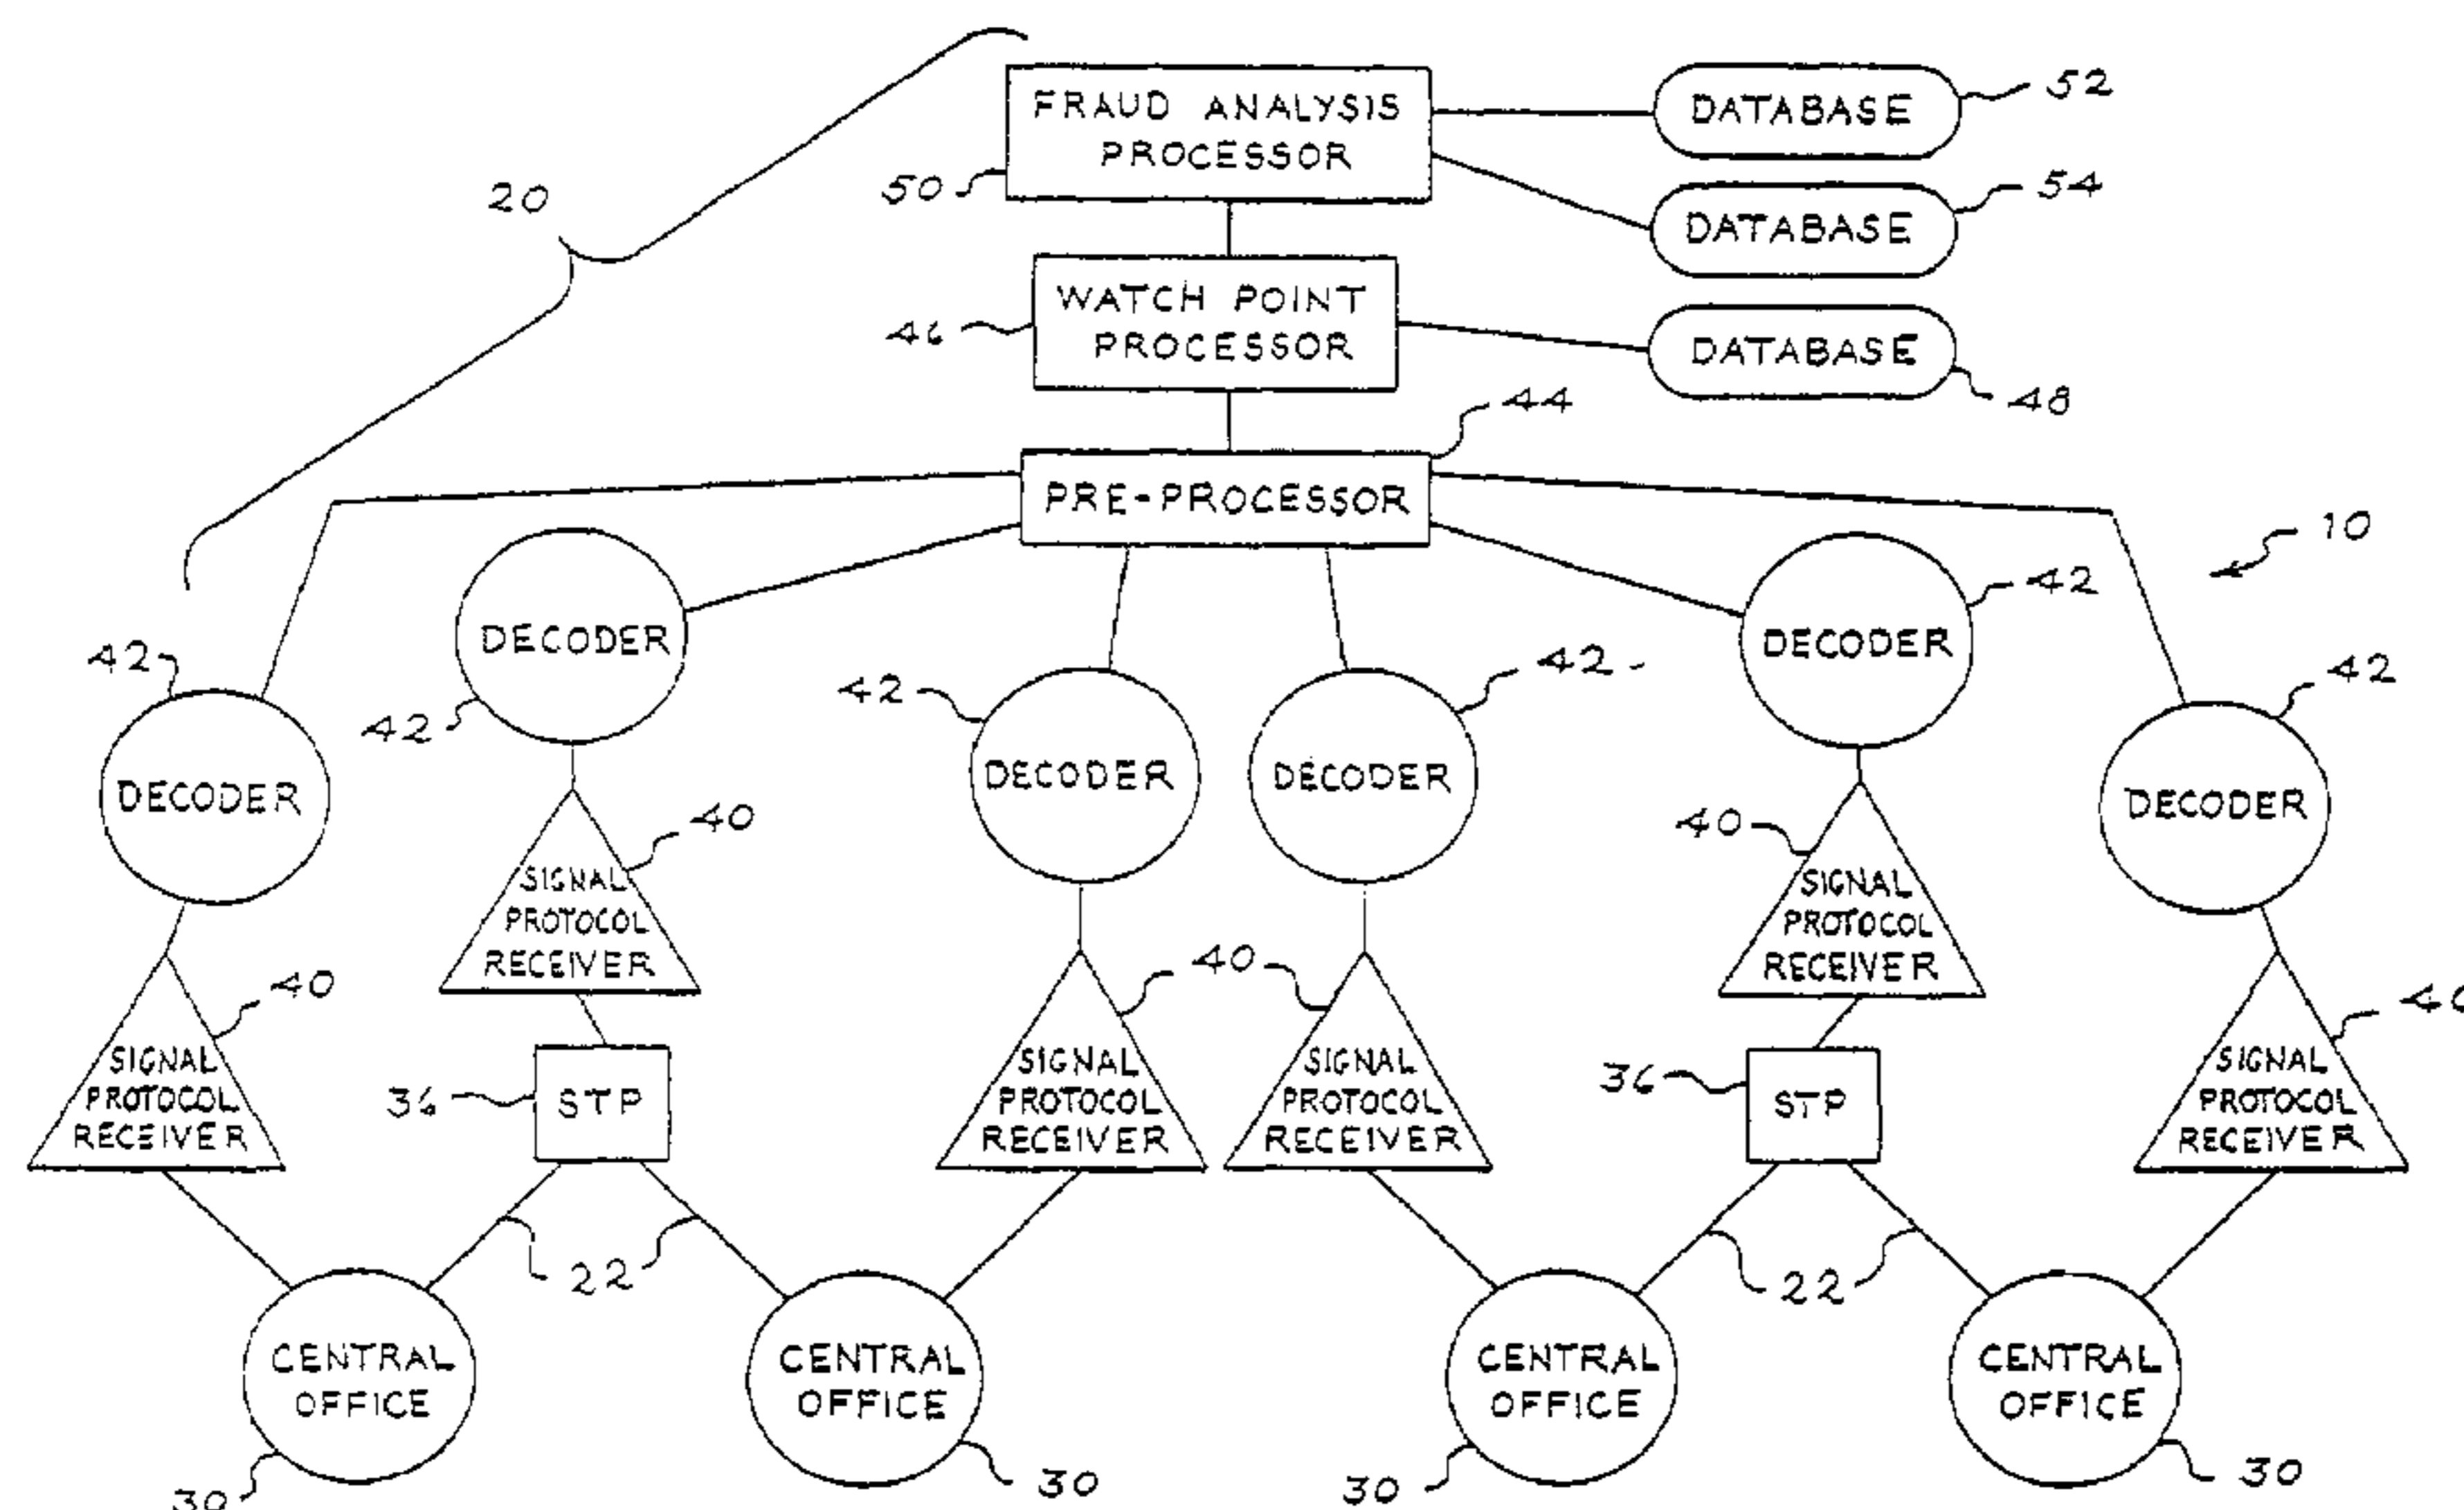 20
FRAUD ANALYSIS
PROCESSOR
50
DATABASE
52
DATABASE
54
WATCH POINT
PROCESSOR
46
DATABASE
48
44
PRE-PROCESSOR
10
DECODER
42
DECODER
42
DECODER
42
DECODER
42
DECODER
42
DECODER
42
SIGNAL
PROTOCOL
RECEIVER
40
SIGNAL
PROTOCOL
RECEIVER
40
SIGNAL
PROTOCOL
RECEIVER
40
SIGNAL
PROTOCOL
RECEIVER
SIGNAL
PROTOCOL
RECEIVER
40
SIGNAL
PROTOCOL
RECEIVER
40
36
STP
36
STP
22
22
CENTRAL
OFFICE
30
CENTRAL
OFFICE
30
CENTRAL
OFFICE
30
CENTRAL
OFFICE
30